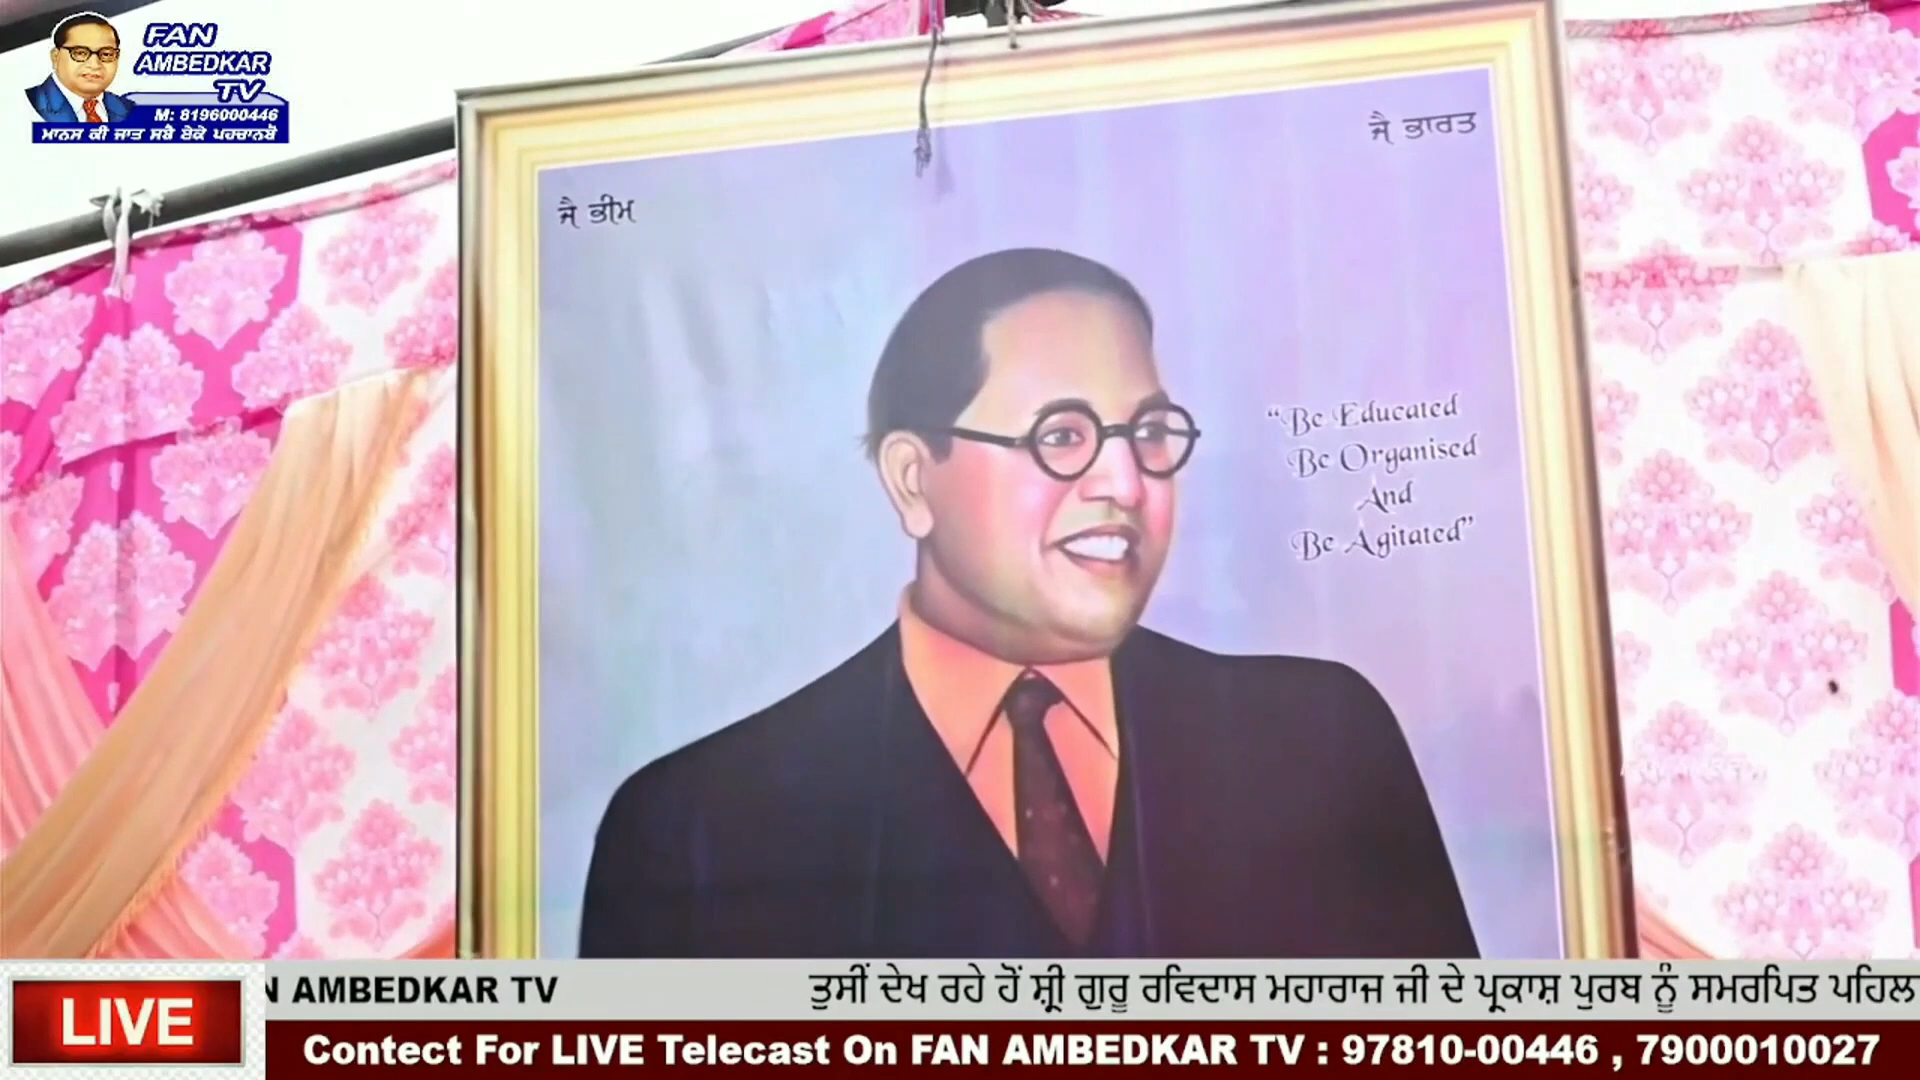 FAN
AMBEDKAR
TV
M: 8196000446
ਮਾਨਸ ਕੀ ਜਾਤ ਸਬੈ ਏਕੋ ਪਹਚਾਨਬੋਂ
ਜੈ ਭਾਰਤ
ਜੈ ਭੀਮ
“Be Educated
Be Organised
And
Be Agitated”
LIVE
N AMBEDKAR TV ਤੁਸੀਂ ਦੇਖ ਰਹੇ ਹੋਂ ਸ਼੍ਰੀ ਗੁਰੂ ਰਵਿਦਾਸ ਮਹਾਰਾਜ ਜੀ ਦੇ ਪ੍ਰਕਾਸ਼ ਪੁਰਬ ਨੂੰ ਸਮਰਪਿਤ ਪਹਿਲ
Contect For LIVE Telecast On FAN AMBEDKAR TV : 97810-00446 , 7900010027